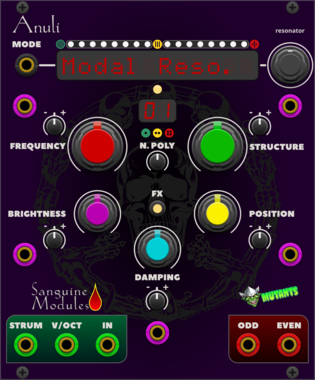 Anuli
resonator
MODE
Modal Reso.
01
FREQUENCY
N. POLY
STRUCTURE
BRIGHTNESS
FX
POSITION
DAMPING
Sanguine
Modules
MUTANTS
STRUM V/OCT IN
ODD EVEN